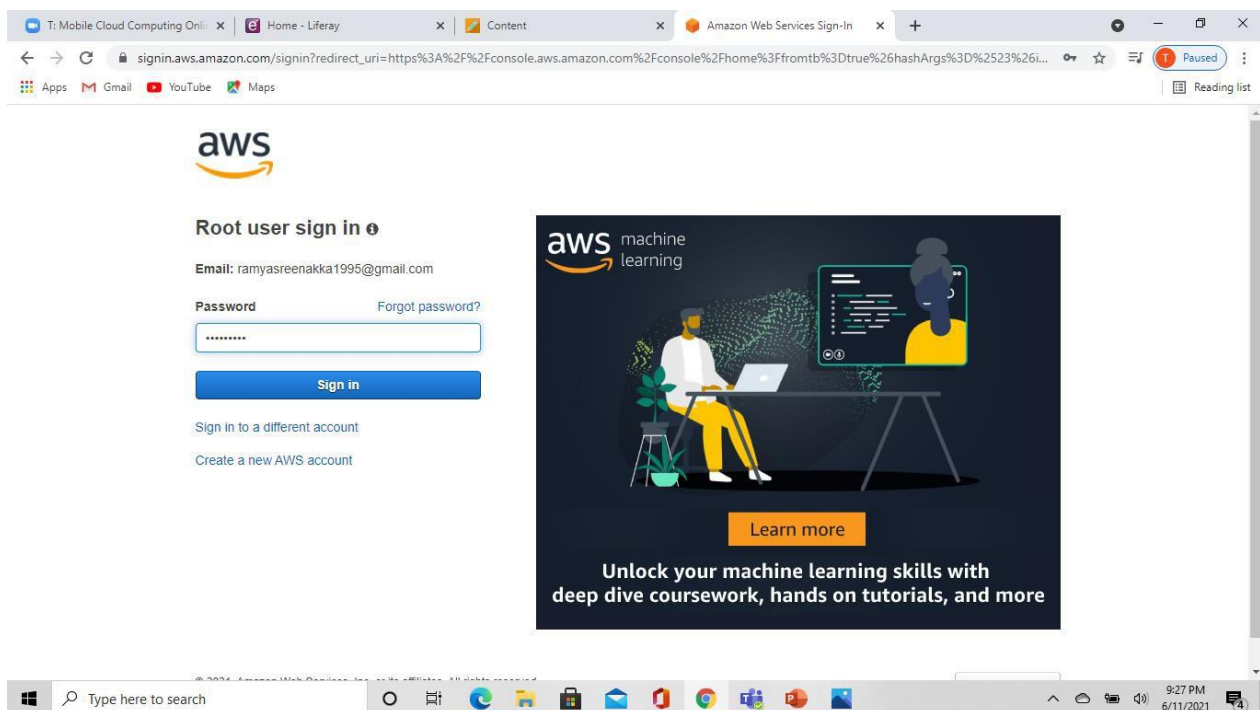 T: Mobile Cloud Computing Onli
Home - Liferay
Content
Amazon Web Services Sign-In
signin.aws.amazon.com/signin?redirect_uri=https%3A%2F%2Fconsole.aws.amazon.com%2Fconsole%2Fhome%3Ffromtb%3Dtrue%26hashArgs%3D%2523%26i...
T Paused
Apps Gmail YouTube Maps Reading list
aws
Root user sign in
Email: ramyasreenakka1995@gmail.com
Password Forgot password?
Sign in
Sign in to a different account
Create a new AWS account
aws machine
learning
Learn more
Unlock your machine learning skills with
deep dive coursework, hands on tutorials, and more
Type here to search
9:27 PM
6/11/2021
4